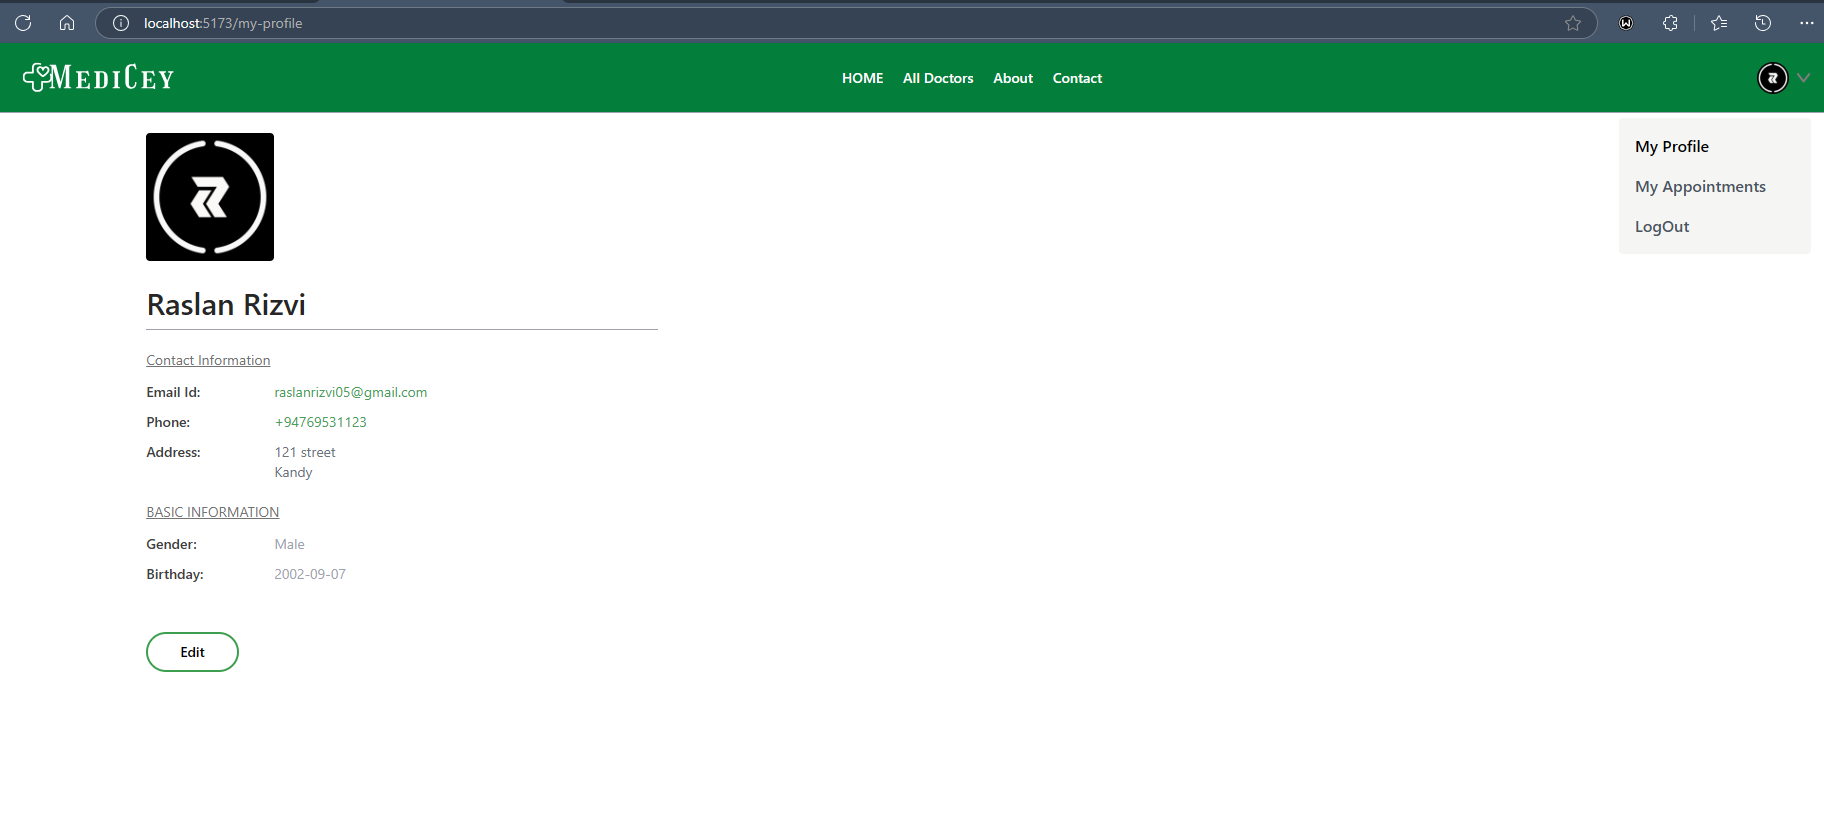 localhost:5173/my-profile
MEDICEY
HOME All Doctors About Contact
My Profile
My Appointments
LogOut
Raslan Rizvi
Contact Information
Email Id: raslanrizvi05@gmail.com
Phone: +94769531123
Address: 121 street
Kandy
BASIC INFORMATION
Gender: Male
Birthday: 2002-09-07
Edit